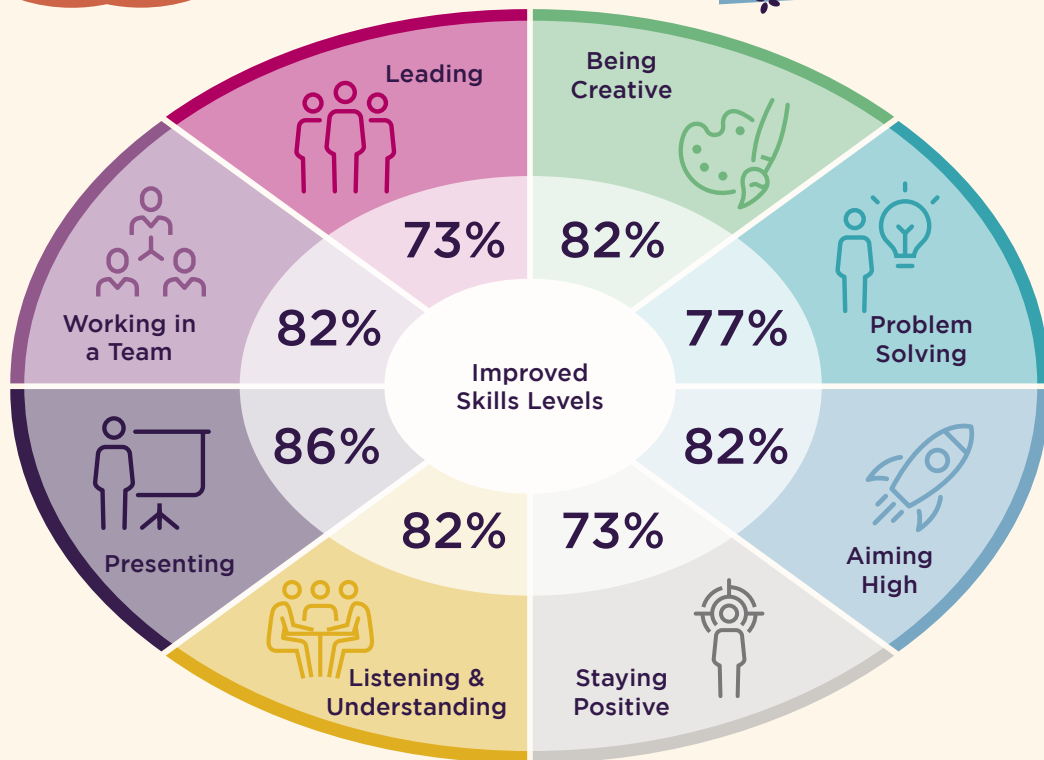 Leading
Being
Creative
73%
82%
Working in
a Team
82%
77%
Problem
Solving
Improved
Skills Levels
Presenting
86%
82%
Aiming
High
82%
73%
Listening &
Understanding
Staying
Positive